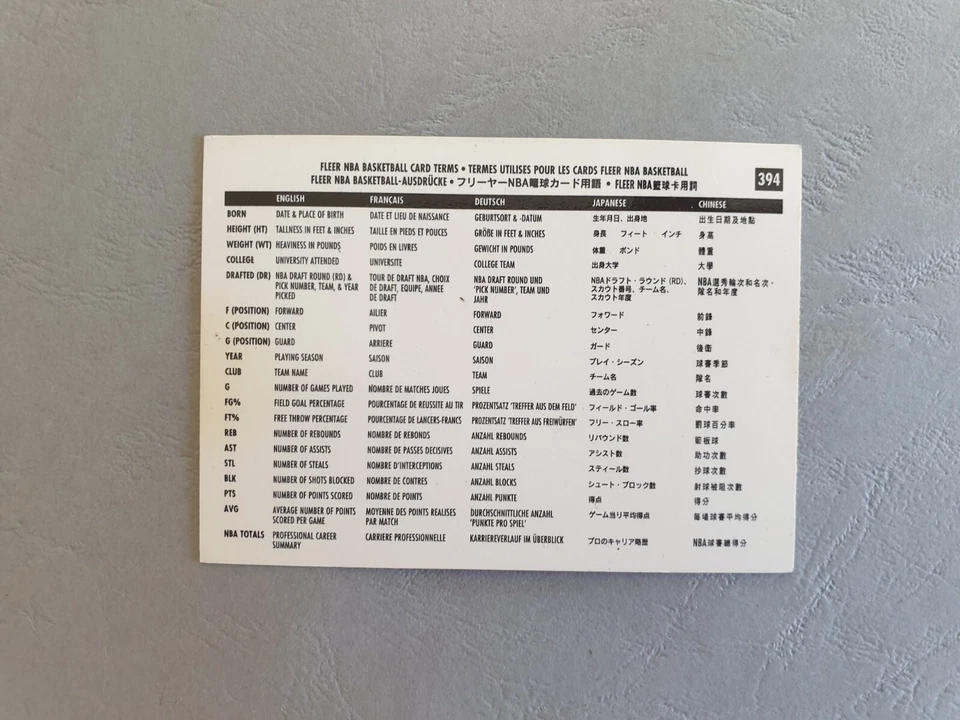 FLEER NBA BASKETBALL CARD TERMS • TERMES UTILISES POUR LES CARDS FLEER NBA BASKETBALL
FLEER NBA BASKETBALL-AUSDRÜCKE • フリーヤーNBA篭球カード用語 • FLEER NBA籃球卡用詞
394
ENGLISH FRANCAIS DEUTSCH JAPANESE CHINESE
BORN DATE & PLACE OF BIRTH DATE ET LIEU DE NAISSANCE GEBURTSORT & -DATUM 生年月日、出身地 出生日期及地點
HEIGHT (HT) TALLNESS IN FEET & INCHES TAILLE EN PIEDS ET POUCES GRÖßE IN FEET & INCHES 身長 フィート インチ 身高
WEIGHT (WT) HEAVINESS IN POUNDS POIDS EN LIVRES GEWICHT IN POUNDS 体重 ポンド 體重
COLLEGE UNIVERSITY ATTENDED UNIVERSITE COLLEGE TEAM 出身大学 大學
DRAFTED (DR) NBA DRAFT ROUND (RD) & TOUR DE DRAFT NBA, CHOIX NBA DRAFT ROUND UND NBAドラフト・ラウンド (RD)、 NBA選秀輪次和名次·
PICK NUMBER, TEAM, & YEAR DE DRAFT, EQUIPE, ANNEE 'PICK NUMBER', TEAM UND スカウト番号、チーム名、 隊名和年度
PICKED DE DRAFT JAHR スカウト年度
F (POSITION) FORWARD AILIER FORWARD フォワード 前鋒
C (POSITION) CENTER PIVOT CENTER センター 中鋒
G (POSITION) GUARD ARRIERE GUARD ガード 後衛
YEAR PLAYING SEASON SAISON SAISON プレイ・シーズン 球賽季節
CLUB TEAM NAME CLUB TEAM チーム名 隊名
G NUMBER OF GAMES PLAYED NOMBRE DE MATCHES JOUES SPIELE 過去のゲーム数 球賽次數
FG% FIELD GOAL PERCENTAGE POURCENTAGE DE REUSSITE AU TIR PROZENTSATZ 'TREFFER AUS DEM FELD' フィールド・ゴール率 命中率
FT% FREE THROW PERCENTAGE POURCENTAGE DE LANCERS-FRANCS PROZENTSATZ 'TREFFER AUS FREIWÜRFEN' フリー・スロー率 罰球百分率
REB NUMBER OF REBOUNDS NOMBRE DE REBONDS ANZAHL REBOUNDS リバウンド数 板球
AST NUMBER OF ASSISTS NOMBRE DE PASSES DECISIVES ANZAHL ASSISTS アシスト数 助功次數
STL NUMBER OF STEALS NOMBRE D'INTERCEPTIONS ANZAHL STEALS スティール数 抄球次數
BLK NUMBER OF SHOTS BLOCKED NOMBRE DE CONTRES ANZAHL BLOCKS シュート・ブロック数 射球被阻次數
PTS NUMBER OF POINTS SCORED NOMBRE DE POINTS ANZAHL PUNKTE 得点 得分
AVG AVERAGE NUMBER OF POINTS MOYENNE DES POINTS REALISES DURCHSCHNITTLICHE ANZAHL ゲーム当り平均得点 每場球賽平均得分
SCORED PER GAME PAR MATCH 'PUNKTE PRO SPIEL'
NBA TOTALS PROFESSIONAL CAREER CARRIERE PROFESSIONNELLE KARRIEREVERLAUF IM ÜBERBLICK プロのキャリア略歴 NBA球賽總得分
SUMMARY